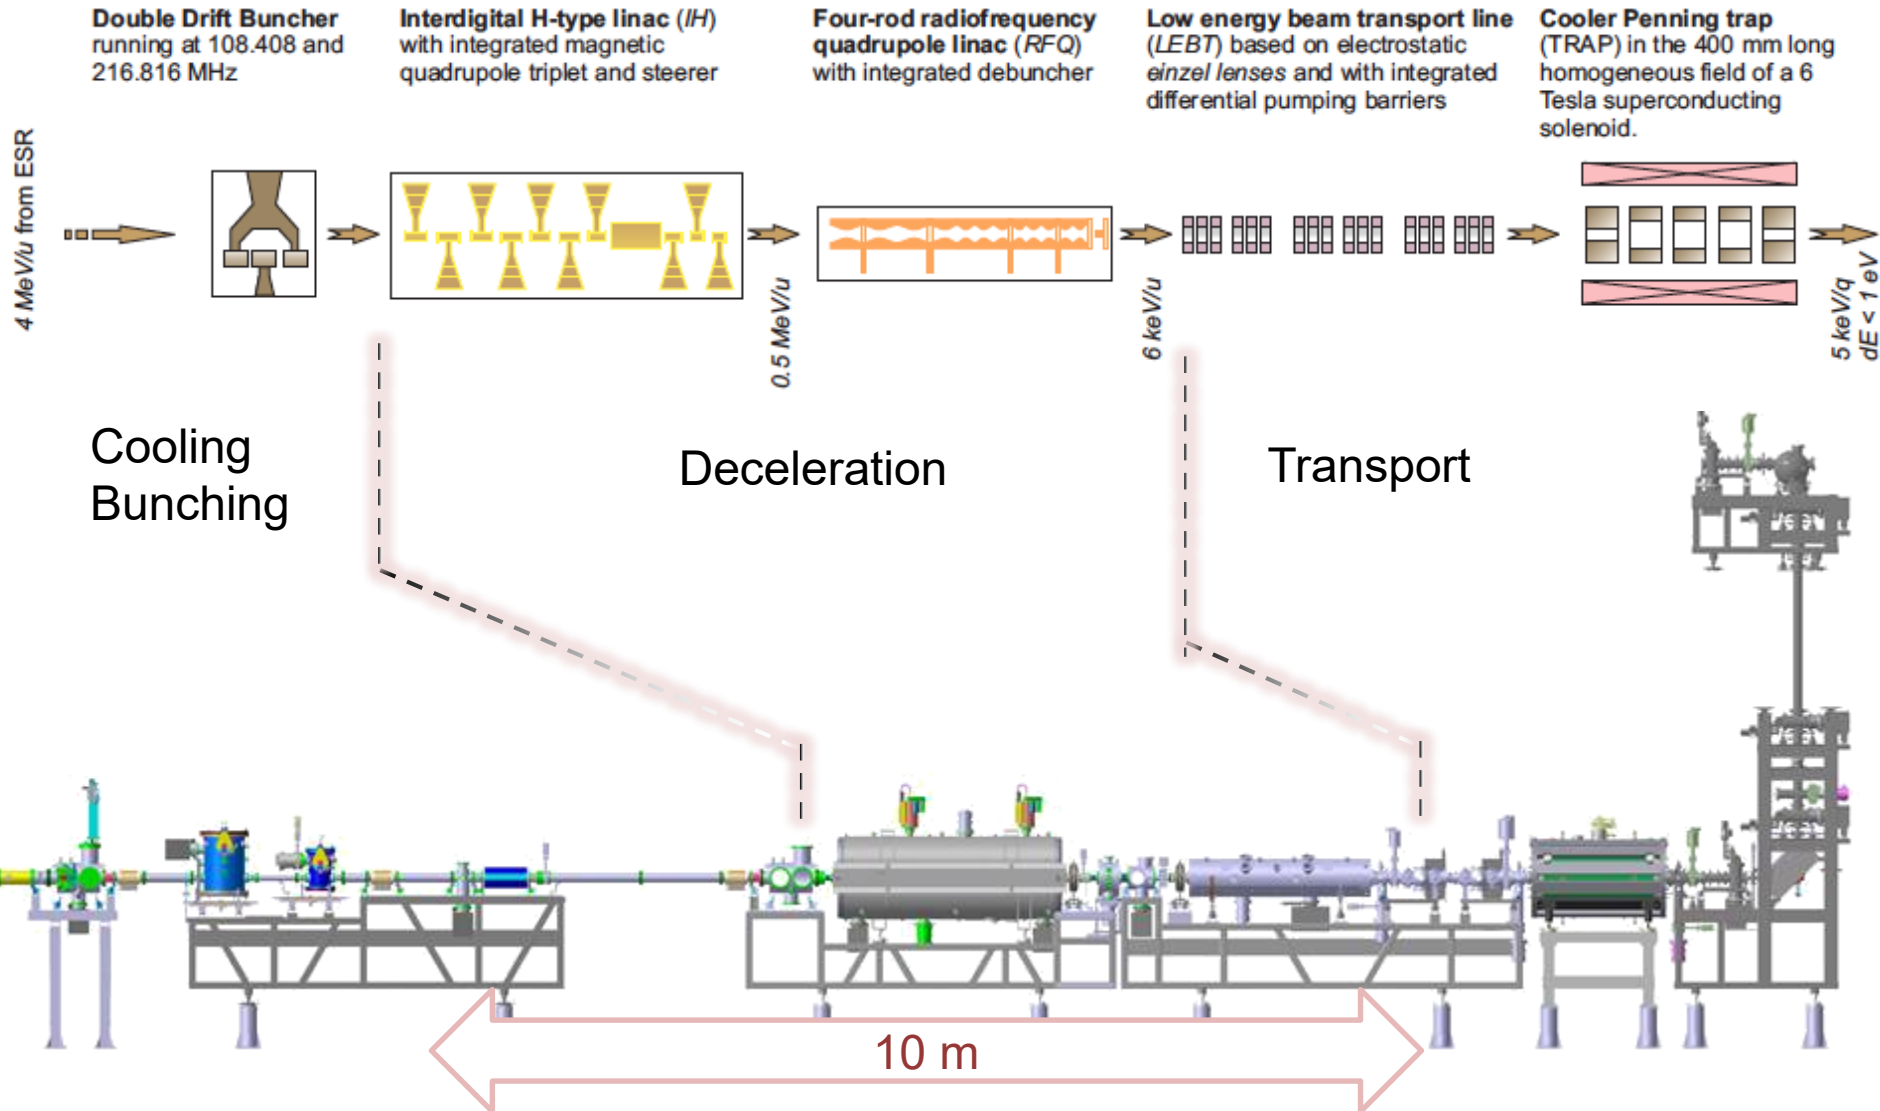 Double Drift Buncher
running at 108.408 and
216.816 MHz
Interdigital H-type linac (IH)
with integrated magnetic
quadrupole triplet and steerer
Four-rod radiofrequency
quadrupole linac (RFQ)
with integrated debuncher
Low energy beam transport line
(LEBT) based on electrostatic
einzel lenses and with integrated
differential pumping barriers
Cooler Penning trap
(TRAP) in the 400 mm long
homogeneous field of a 6
Tesla superconducting
solenoid.
4 MeV/u from ESR
0.5 MeV/u
6 keV/u
5 keV/q
dE < 1 eV
Cooling
Bunching
Deceleration
Transport
10 m